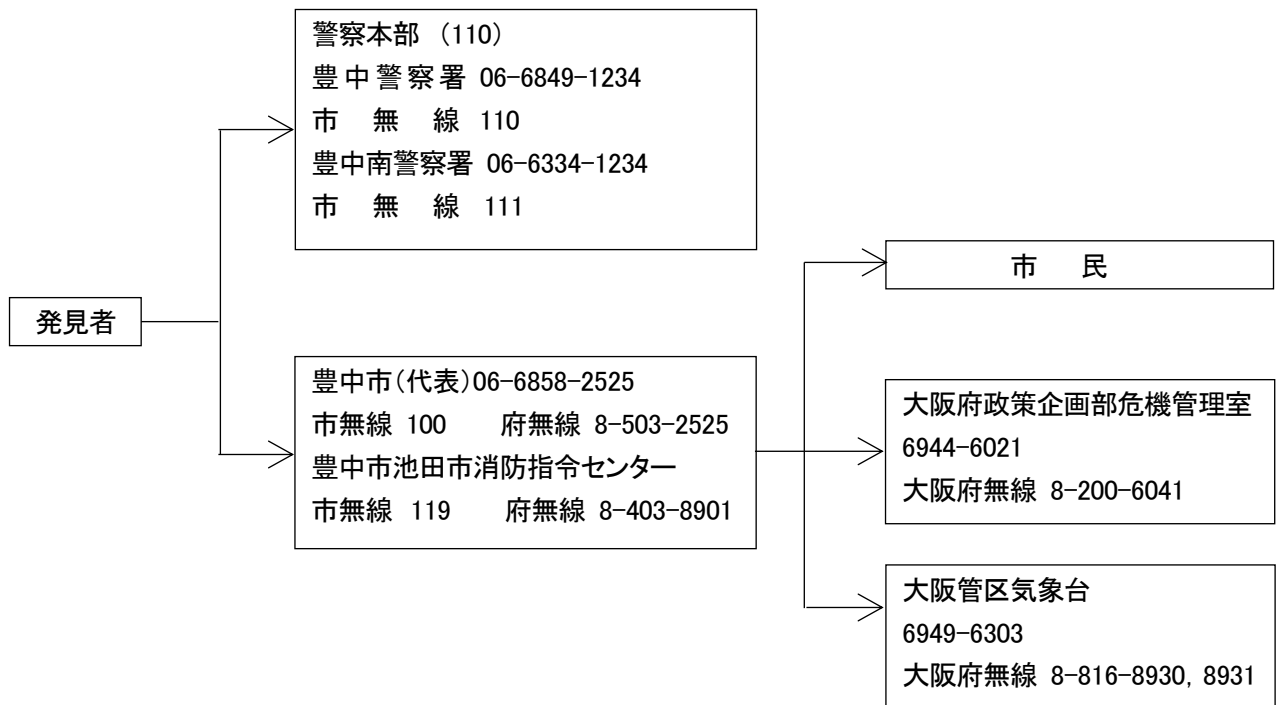 警察本部 （110）
豊中警察署 06-6849-1234
市　無　線 110
豊中南警察署 06-6334-1234
市　無　線 111
発見者
豊中市（代表）06-6858-2525
市無線 100　　府無線 8-503-2525
豊中市池田市消防指令センター
市無線 119　　府無線 8-403-8901
市　民
大阪府政策企画部危機管理室
6944-6021
大阪府無線 8-200-6041
大阪管区気象台
6949-6303
大阪府無線 8-816-8930, 8931